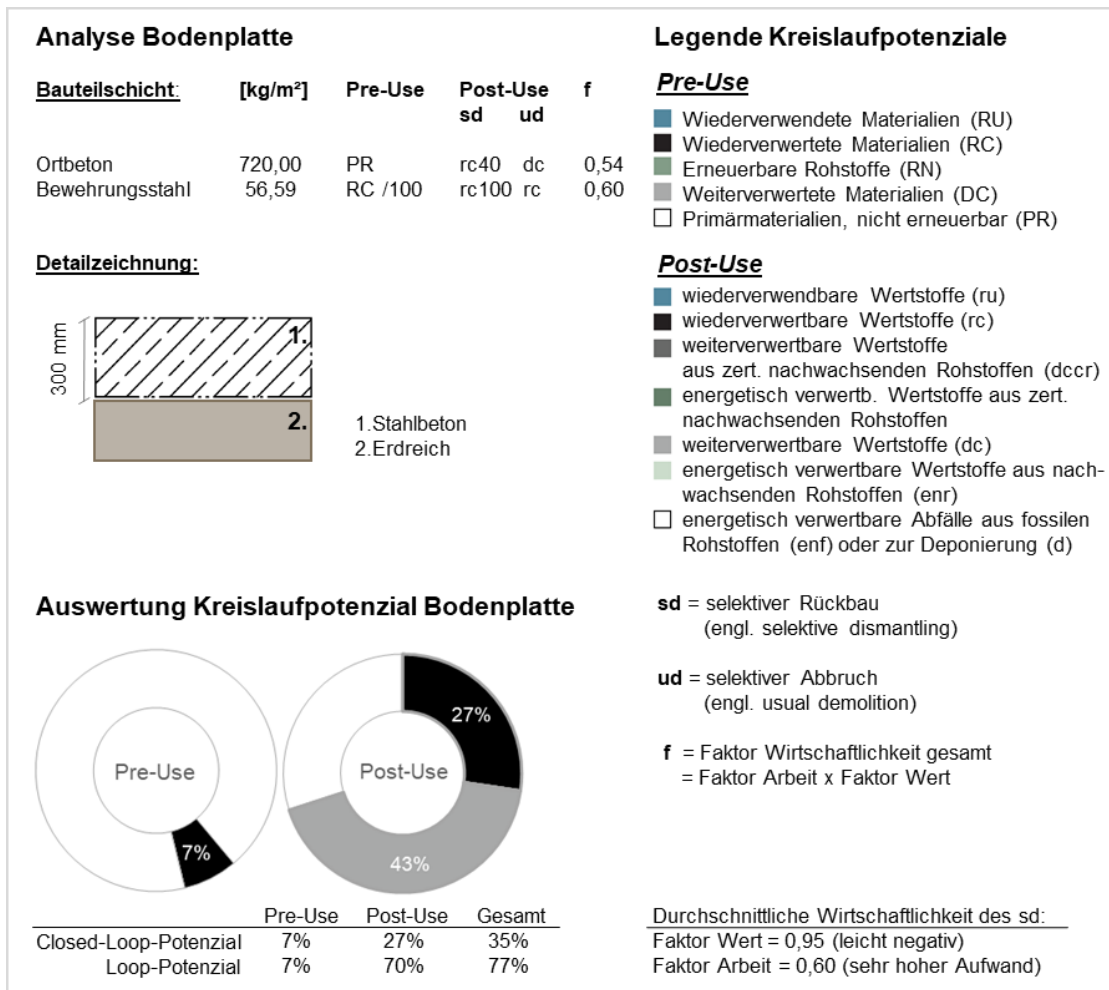 Analyse Bodenplatte
Bauteilschicht: [kg/m²] Pre-Use Post-Use f
sd ud
Ortbeton 720,00 PR rc40 dc 0,54
Bewehrungsstahl 56,59 RC /100 rc100 rc 0,60
Detailzeichnung:
300 mm
1.
2.
1.Stahlbeton
2.Erdreich
Auswertung Kreislaufpotenzial Bodenplatte
Pre-Use
7%
Post-Use
27%
43%
Pre-Use Post-Use Gesamt
Closed-Loop-Potenzial 7% 27% 35%
Loop-Potenzial 7% 70% 77%
Legende Kreislaufpotenziale
Pre-Use
Wiederverwendete Materialien (RU)
Wiederverwertete Materialien (RC)
Erneuerbare Rohstoffe (RN)
Weiterverwertete Materialien (DC)
Primärmaterialien, nicht erneuerbar (PR)
Post-Use
wiederverwendbare Wertstoffe (ru)
wiederverwertbare Wertstoffe (rc)
weiterverwertbare Wertstoffe
aus zert. nachwachsenden Rohstoffen (dccr)
energetisch verwertb. Wertstoffe aus zert.
nachwachsenden Rohstoffen
weiterverwertbare Wertstoffe (dc)
energetisch verwertbare Wertstoffe aus nach-
wachsenden Rohstoffen (enr)
energetisch verwertbare Abfälle aus fossilen
Rohstoffen (enf) oder zur Deponierung (d)
sd = selektiver Rückbau
(engl. selektive dismantling)
ud = selektiver Abbruch
(engl. usual demolition)
f = Faktor Wirtschaftlichkeit gesamt
= Faktor Arbeit x Faktor Wert
Durchschnittliche Wirtschaftlichkeit des sd:
Faktor Wert = 0,95 (leicht negativ)
Faktor Arbeit = 0,60 (sehr hoher Aufwand)